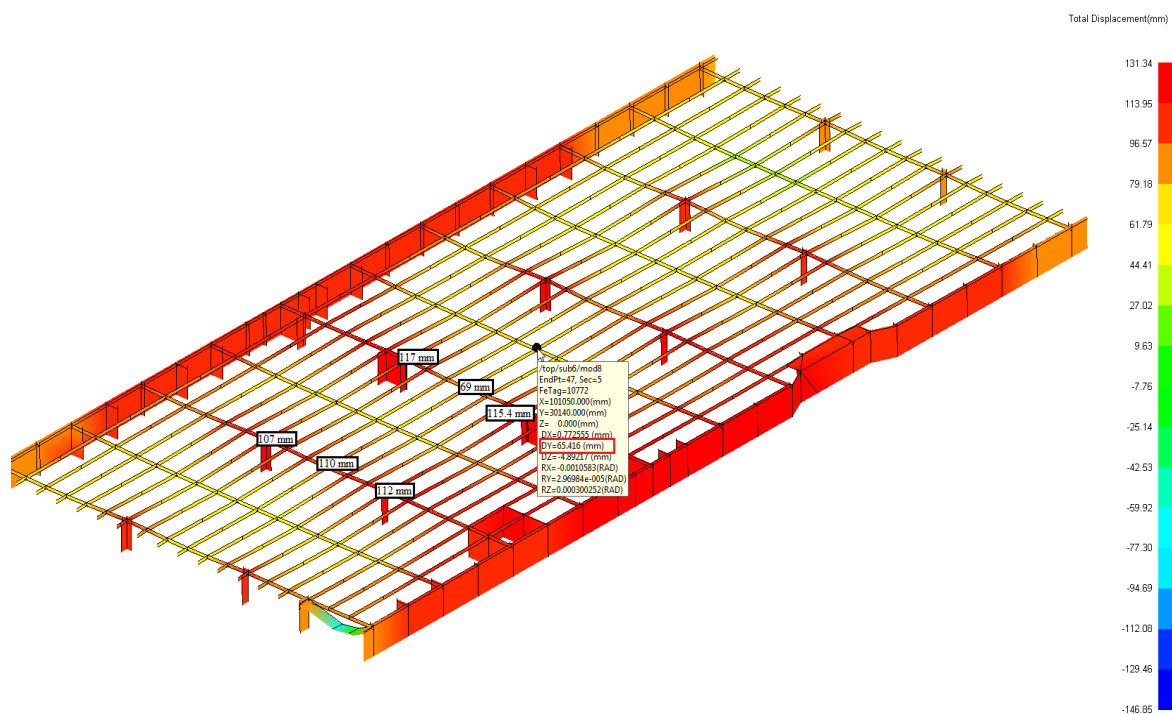 Total Displacement(mm)
131.34
113.95
96.57
79.18
61.79
44.41
27.02
9.63
-7.76
-25.14
-42.53
-59.92
-77.30
-94.69
-112.08
-129.46
-146.85
117 mm
69 mm
115.4 mm
107 mm
110 mm
112 mm
/top/sub6/mod8
EndPt=47, Sec=5
FeTag=10772
X=101050.000(mm)
Y=30140.000(mm)
Z= 0.000(mm)
DX=0.772555 (mm)
DY=65.416 (mm)
DZ=-4.89217 (mm)
RX=-0.0010583(RAD)
RY=2.96984e-005(RAD)
RZ=0.000300252(RAD)